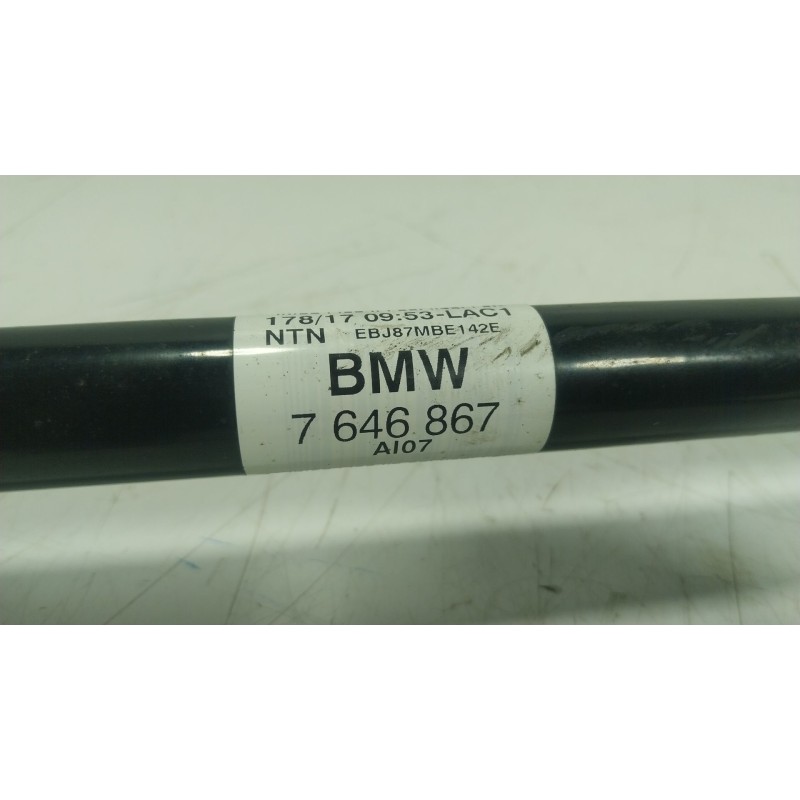 178/17 09:53-LAC1
NTN EBJ87MBE142E
BMW
7 646 867
AI07